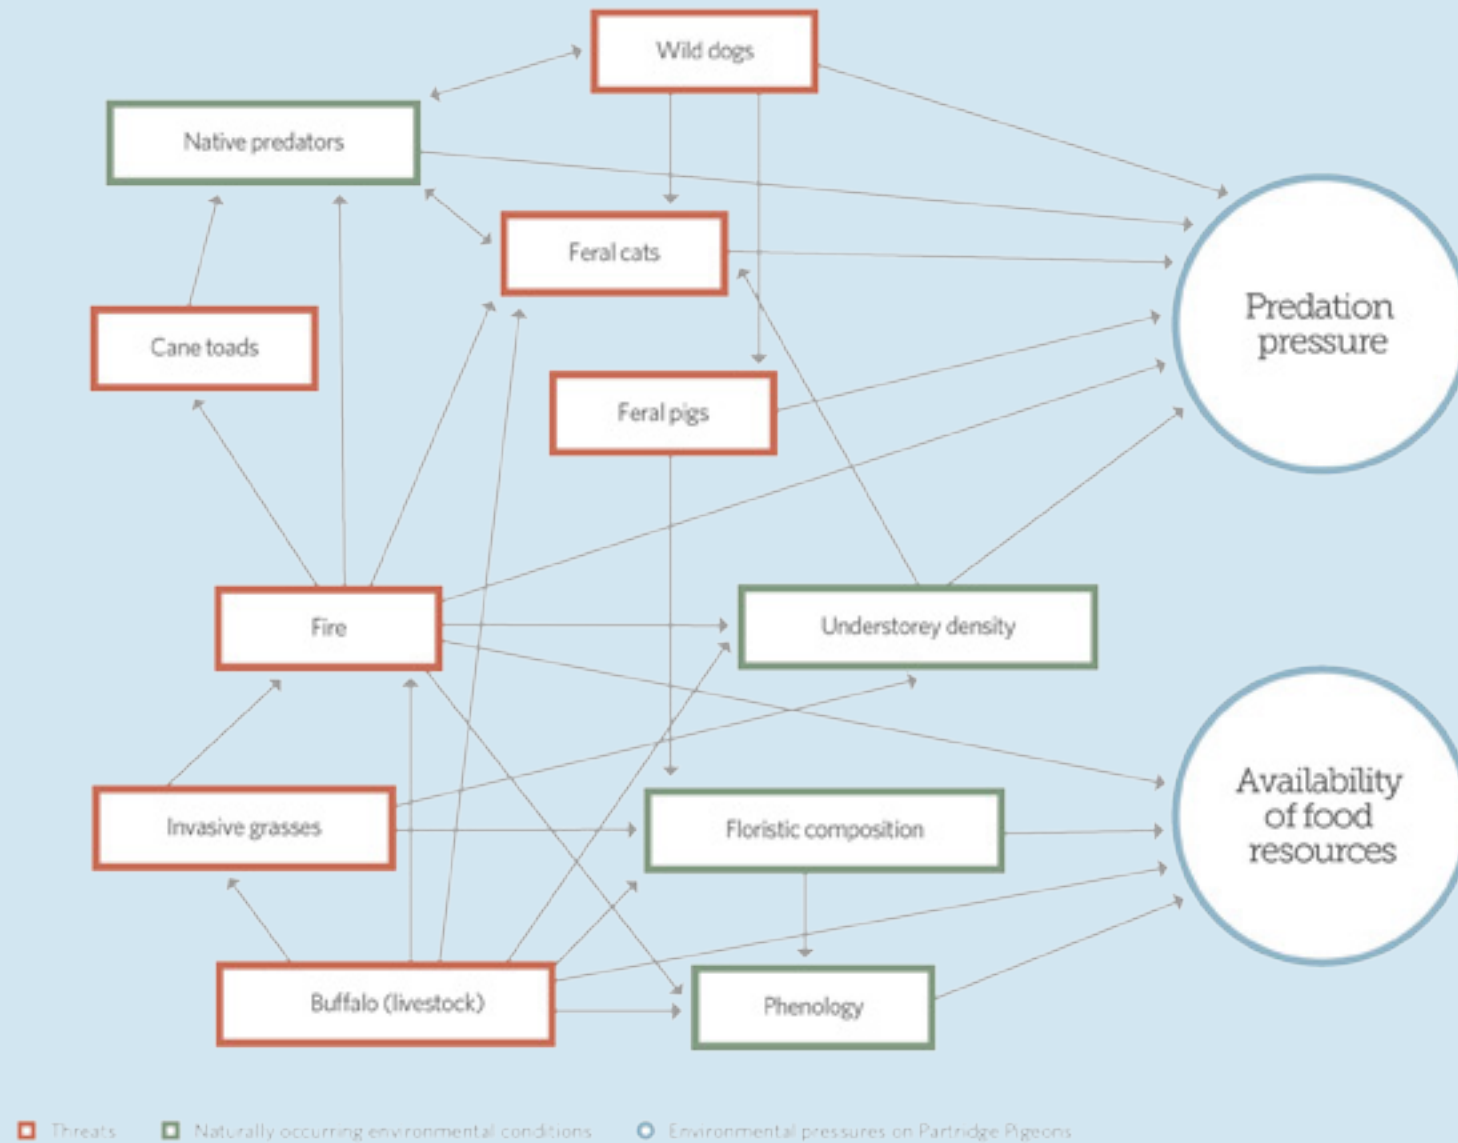 Wild dogs
Native predators
Feral cats
Cane toads
Predation
pressure
Feral pigs
Fire
Understorey density
Invasive grasses
Floristic composition
Availability
of food
resources
Buffalo (livestock)
Phenology
Threats
Naturally occurring environmental conditions
Environmental pressures on Partridge Pigeons